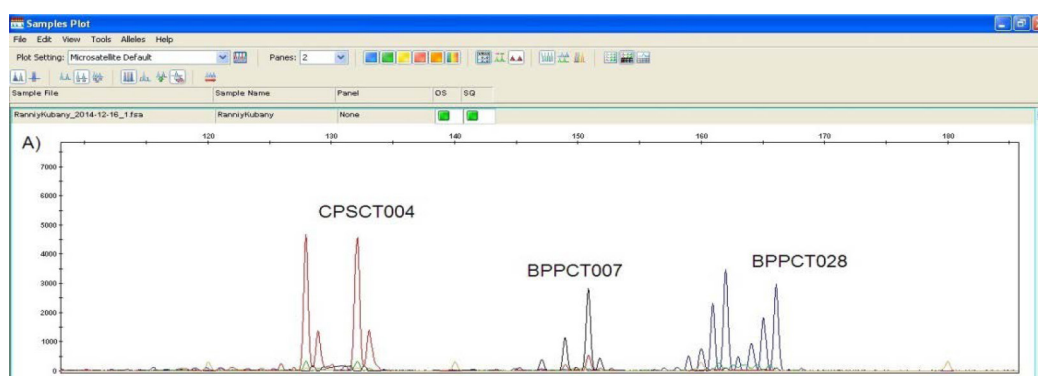 Samples Plot
File Edit View Tools Alleles Help
Plot Setting: Microsatellite Default Panes: 2
Sample File Sample Name Panel OS SQ
RanniyKubany_2014-12-16_1.fsa RanniyKubany None
A) 120 130 140 150 160 170 180
7000
6000
5000
CPSCT004
4000
BPPCT007 BPPCT028
3000
2000
1000
0